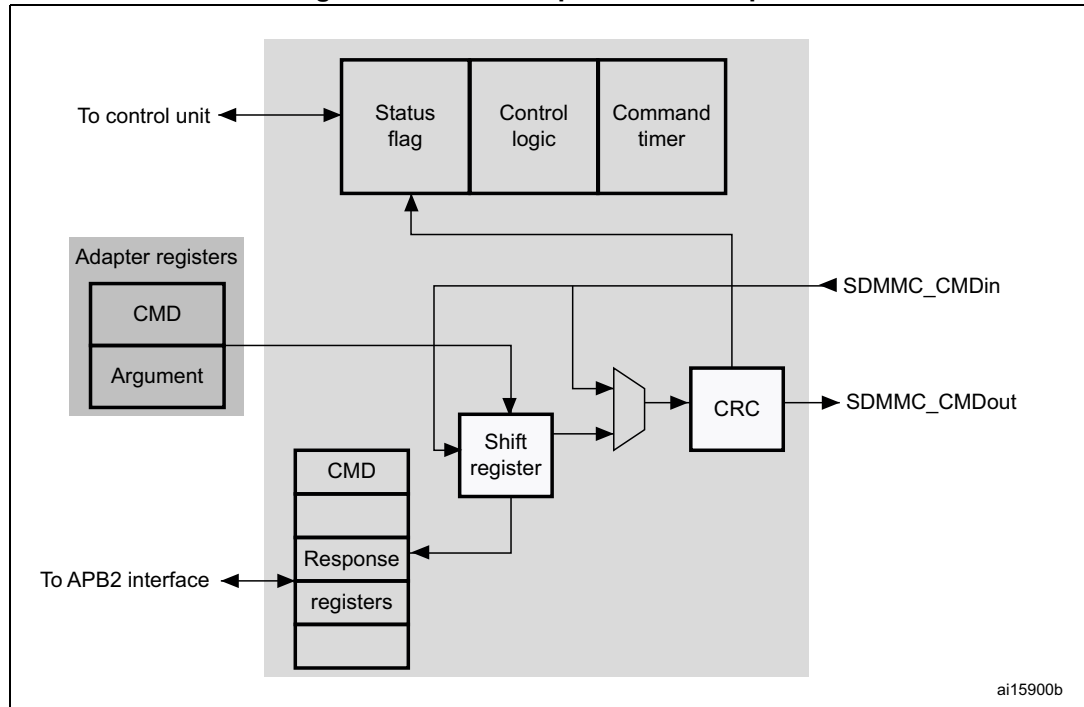 To control unit
Status
flag
Control
logic
Command
timer
Adapter registers
CMD
Argument
SDMMC_CMDin
CRC
SDMMC_CMDout
Shift
register
CMD
Response
registers
To APB2 interface
ai15900b